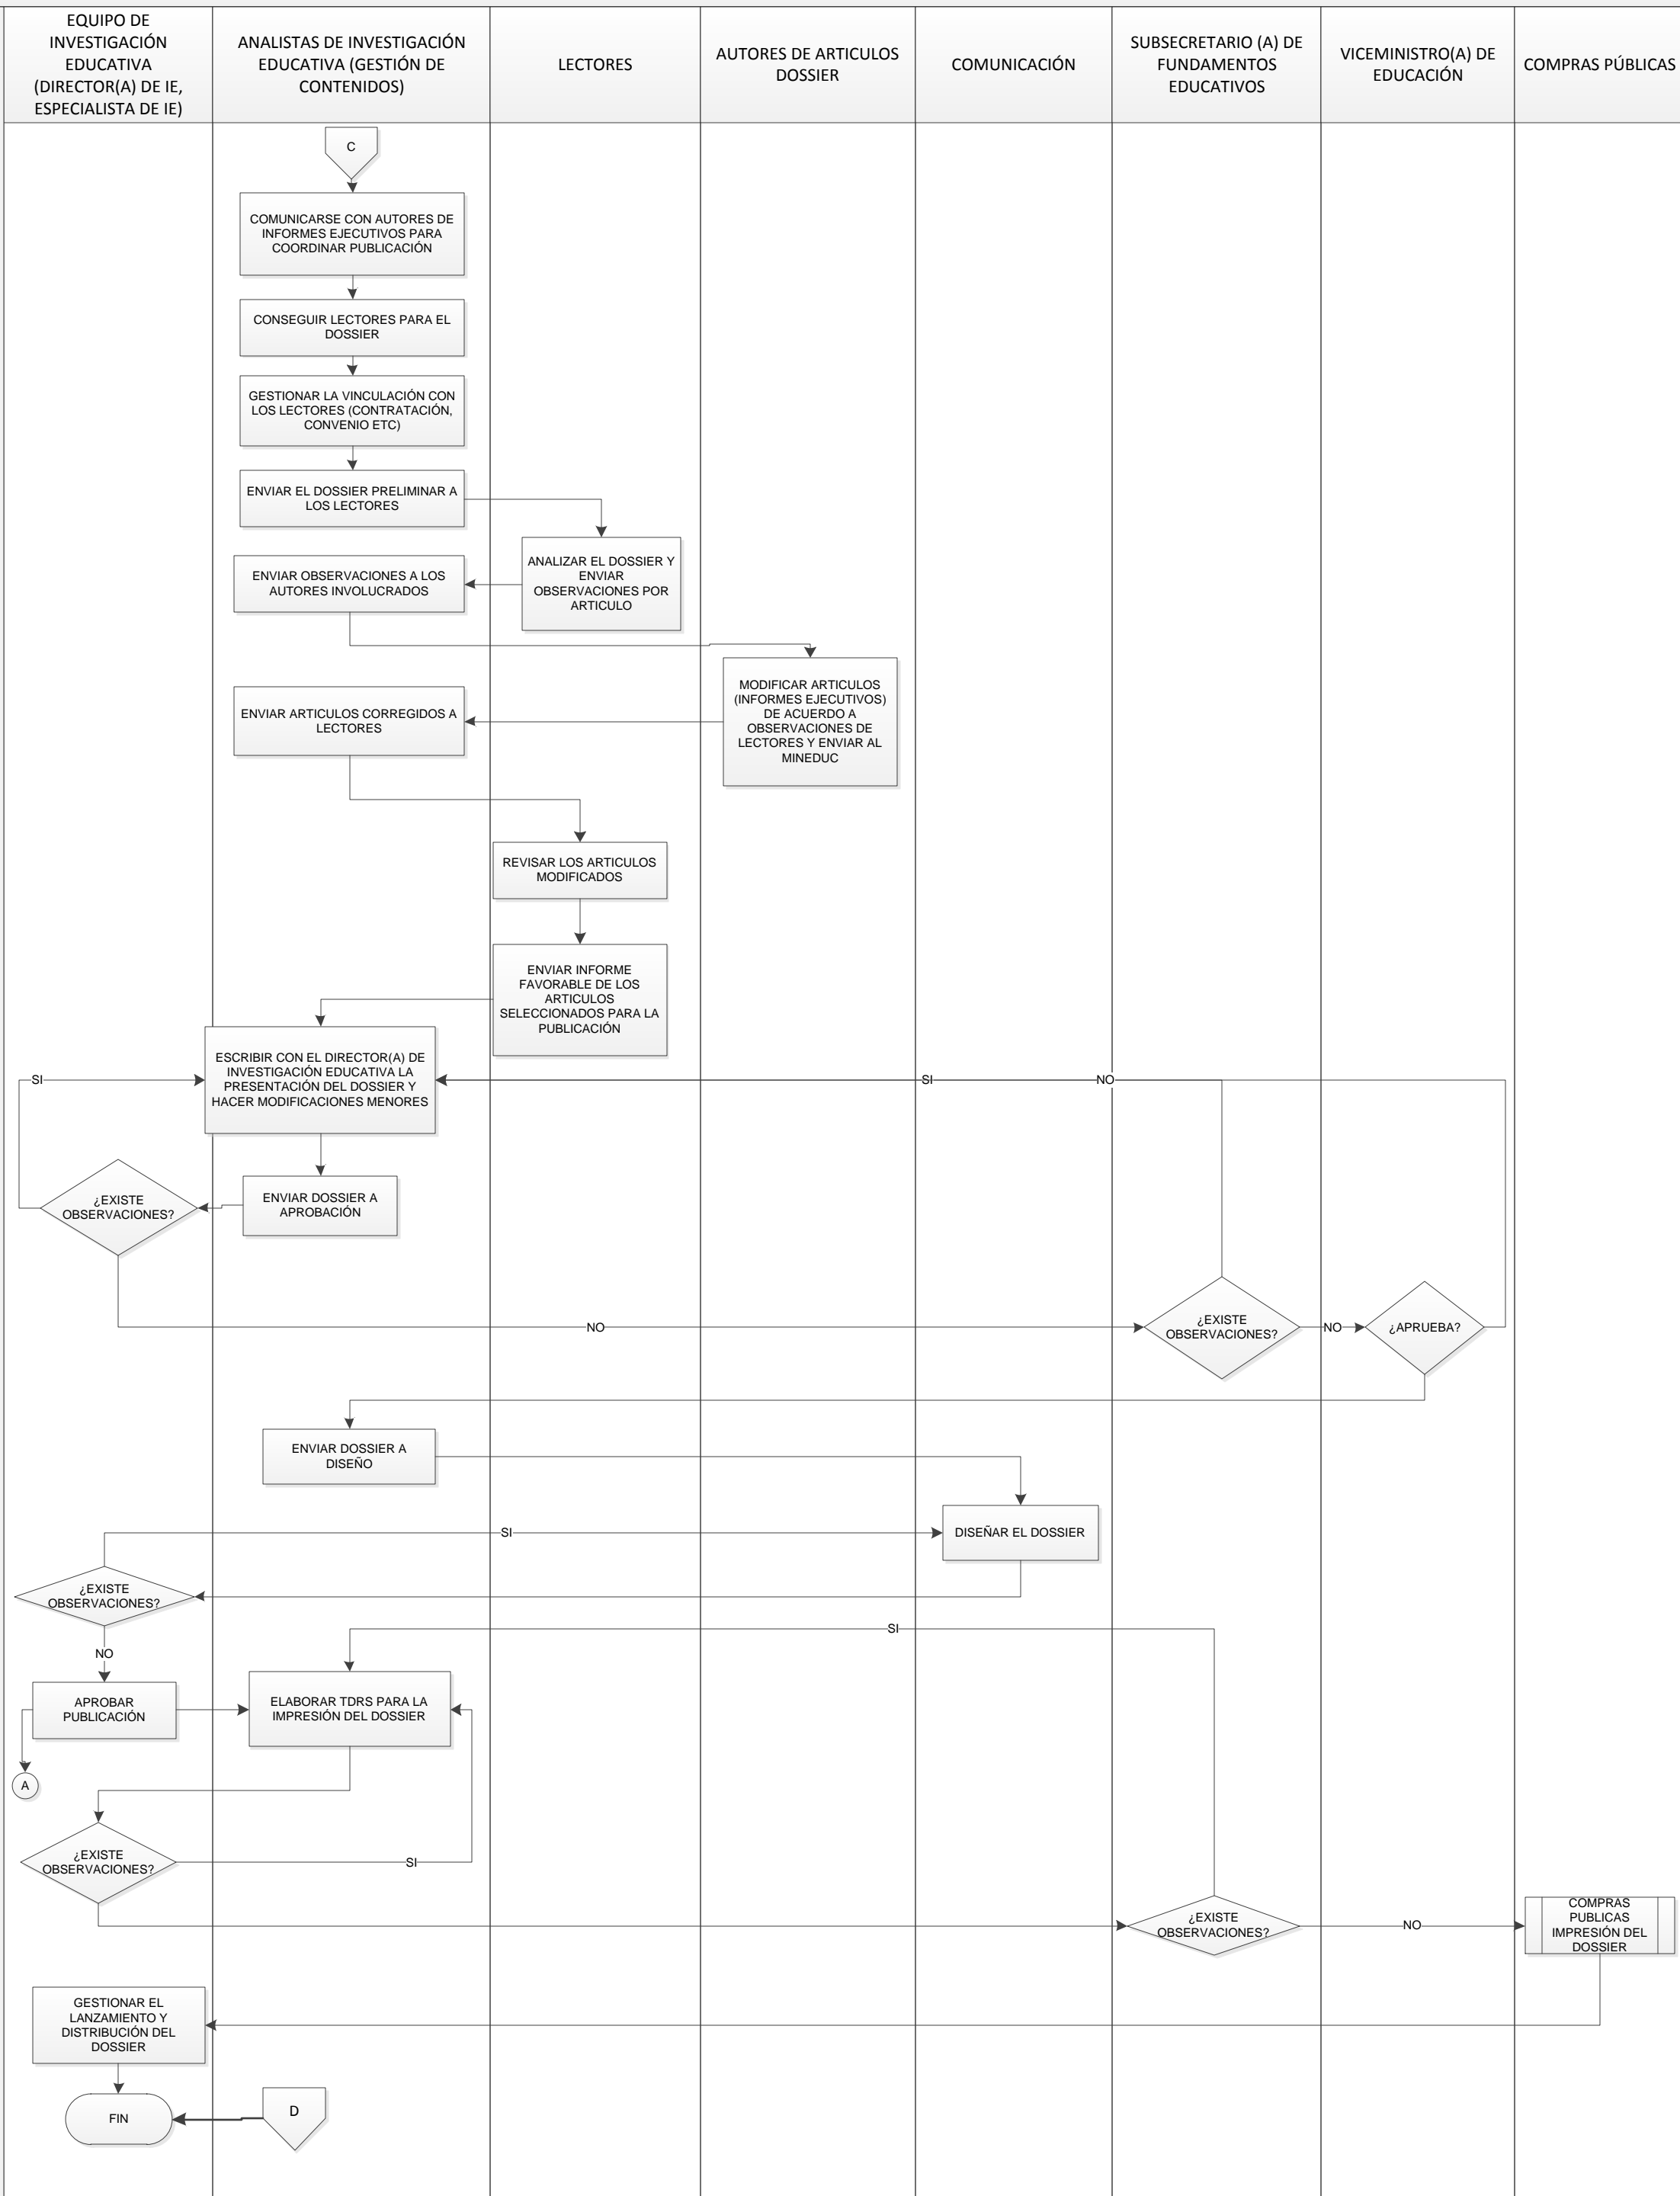 EQUIPO DE
INVESTIGACIÓN
EDUCATIVA
(DIRECTOR(A) DE IE,
ESPECIALISTA DE IE)
ANALISTAS DE INVESTIGACIÓN
EDUCATIVA (GESTIÓN DE
CONTENIDOS)
LECTORES
AUTORES DE ARTICULOS
DOSSIER
COMUNICACIÓN
SUBSECRETARIO (A) DE
FUNDAMENTOS
EDUCATIVOS
VICEMINISTRO(A) DE
EDUCACIÓN
COMPRAS PÚBLICAS
C
COMUNICARSE CON AUTORES DE
INFORMES EJECUTIVOS PARA
COORDINAR PUBLICACIÓN
CONSEGUIR LECTORES PARA EL
DOSSIER
GESTIONAR LA VINCULACIÓN CON
LOS LECTORES (CONTRATACIÓN,
CONVENIO ETC)
ENVIAR EL DOSSIER PRELIMINAR A
LOS LECTORES
ANALIZAR EL DOSSIER Y
ENVIAR
OBSERVACIONES POR
ARTICULO
ENVIAR OBSERVACIONES A LOS
AUTORES INVOLUCRADOS
MODIFICAR ARTICULOS
(INFORMES EJECUTIVOS)
DE ACUERDO A
OBSERVACIONES DE
LECTORES Y ENVIAR AL
MINEDUC
ENVIAR ARTICULOS CORREGIDOS A
LECTORES
REVISAR LOS ARTICULOS
MODIFICADOS
ENVIAR INFORME
FAVORABLE DE LOS
ARTICULOS
SELECCIONADOS PARA LA
PUBLICACIÓN
ESCRIBIR CON EL DIRECTOR(A) DE
INVESTIGACIÓN EDUCATIVA LA
PRESENTACIÓN DEL DOSSIER Y
HACER MODIFICACIONES MENORES
SI
SI
NO
¿EXISTE
OBSERVACIONES?
ENVIAR DOSSIER A
APROBACIÓN
NO
¿EXISTE
OBSERVACIONES?
NO
¿APRUEBA?
ENVIAR DOSSIER A
DISEÑO
SI
DISEÑAR EL DOSSIER
¿EXISTE
OBSERVACIONES?
SI
NO
APROBAR
PUBLICACIÓN
ELABORAR TDRS PARA LA
IMPRESIÓN DEL DOSSIER
A
¿EXISTE
OBSERVACIONES?
SI
¿EXISTE
OBSERVACIONES?
NO
COMPRAS
PUBLICAS
IMPRESIÓN DEL
DOSSIER
GESTIONAR EL
LANZAMIENTO Y
DISTRIBUCIÓN DEL
DOSSIER
FIN
D